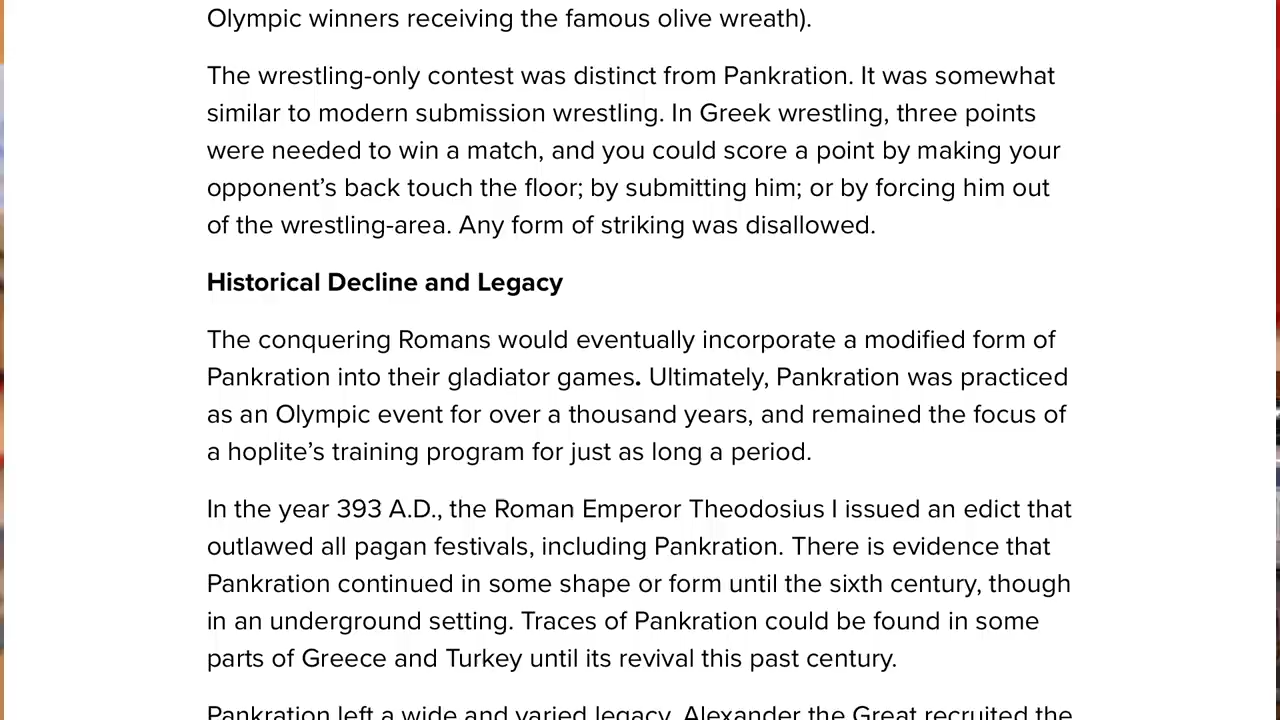 Olympic winners receiving the famous olive wreath).
The wrestling-only contest was distinct from Pankration. It was somewhat
similar to modern submission wrestling. In Greek wrestling, three points
were needed to win a match, and you could score a point by making your
opponent’s back touch the floor; by submitting him; or by forcing him out
of the wrestling-area. Any form of striking was disallowed.
Historical Decline and Legacy
The conquering Romans would eventually incorporate a modified form of
Pankration into their gladiator games. Ultimately, Pankration was practiced
as an Olympic event for over a thousand years, and remained the focus of
a hoplite’s training program for just as long a period.
In the year 393 A.D., the Roman Emperor Theodosius I issued an edict that
outlawed all pagan festivals, including Pankration. There is evidence that
Pankration continued in some shape or form until the sixth century, though
in an underground setting. Traces of Pankration could be found in some
parts of Greece and Turkey until its revival this past century.
Pankration left a wide and varied legacy. Alexander the Great recruited the